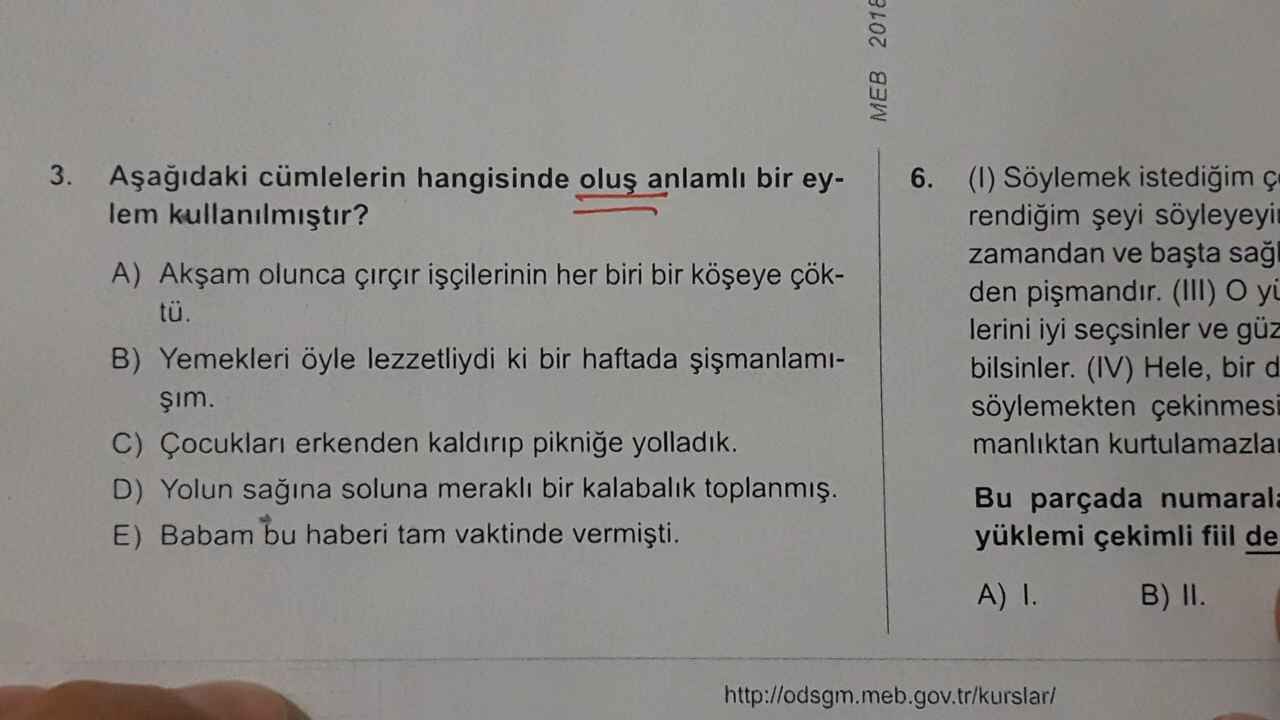 MEB 2018
3. Aşağıdaki cümlelerin hangisinde oluş anlamlı bir ey-
lem kullanılmıştır?
A) Akşam olunca çırçır işçilerinin her biri bir köşeye çök-
tü.
B) Yemekleri öyle lezzetliydi ki bir haftada şişmanlamı-
şım.
C) Çocukları erkenden kaldırıp pikniğe yolladık.
D) Yolun sağına soluna meraklı bir kalabalık toplanmış.
E) Babam bu haberi tam vaktinde vermişti.
6. (I) Söylemek istediğim
rendiğim şeyi
zamandan ve başta
den pişmandır. (III) O
lerini iyi seçsinler ve
bilsinler. (IV) Hele, bir
söylemekten
manlıktan
Bu parçada
yüklemi çekimli fiil
A) I. B) II.
http://odsgm.meb.gov.tr/kurslar/